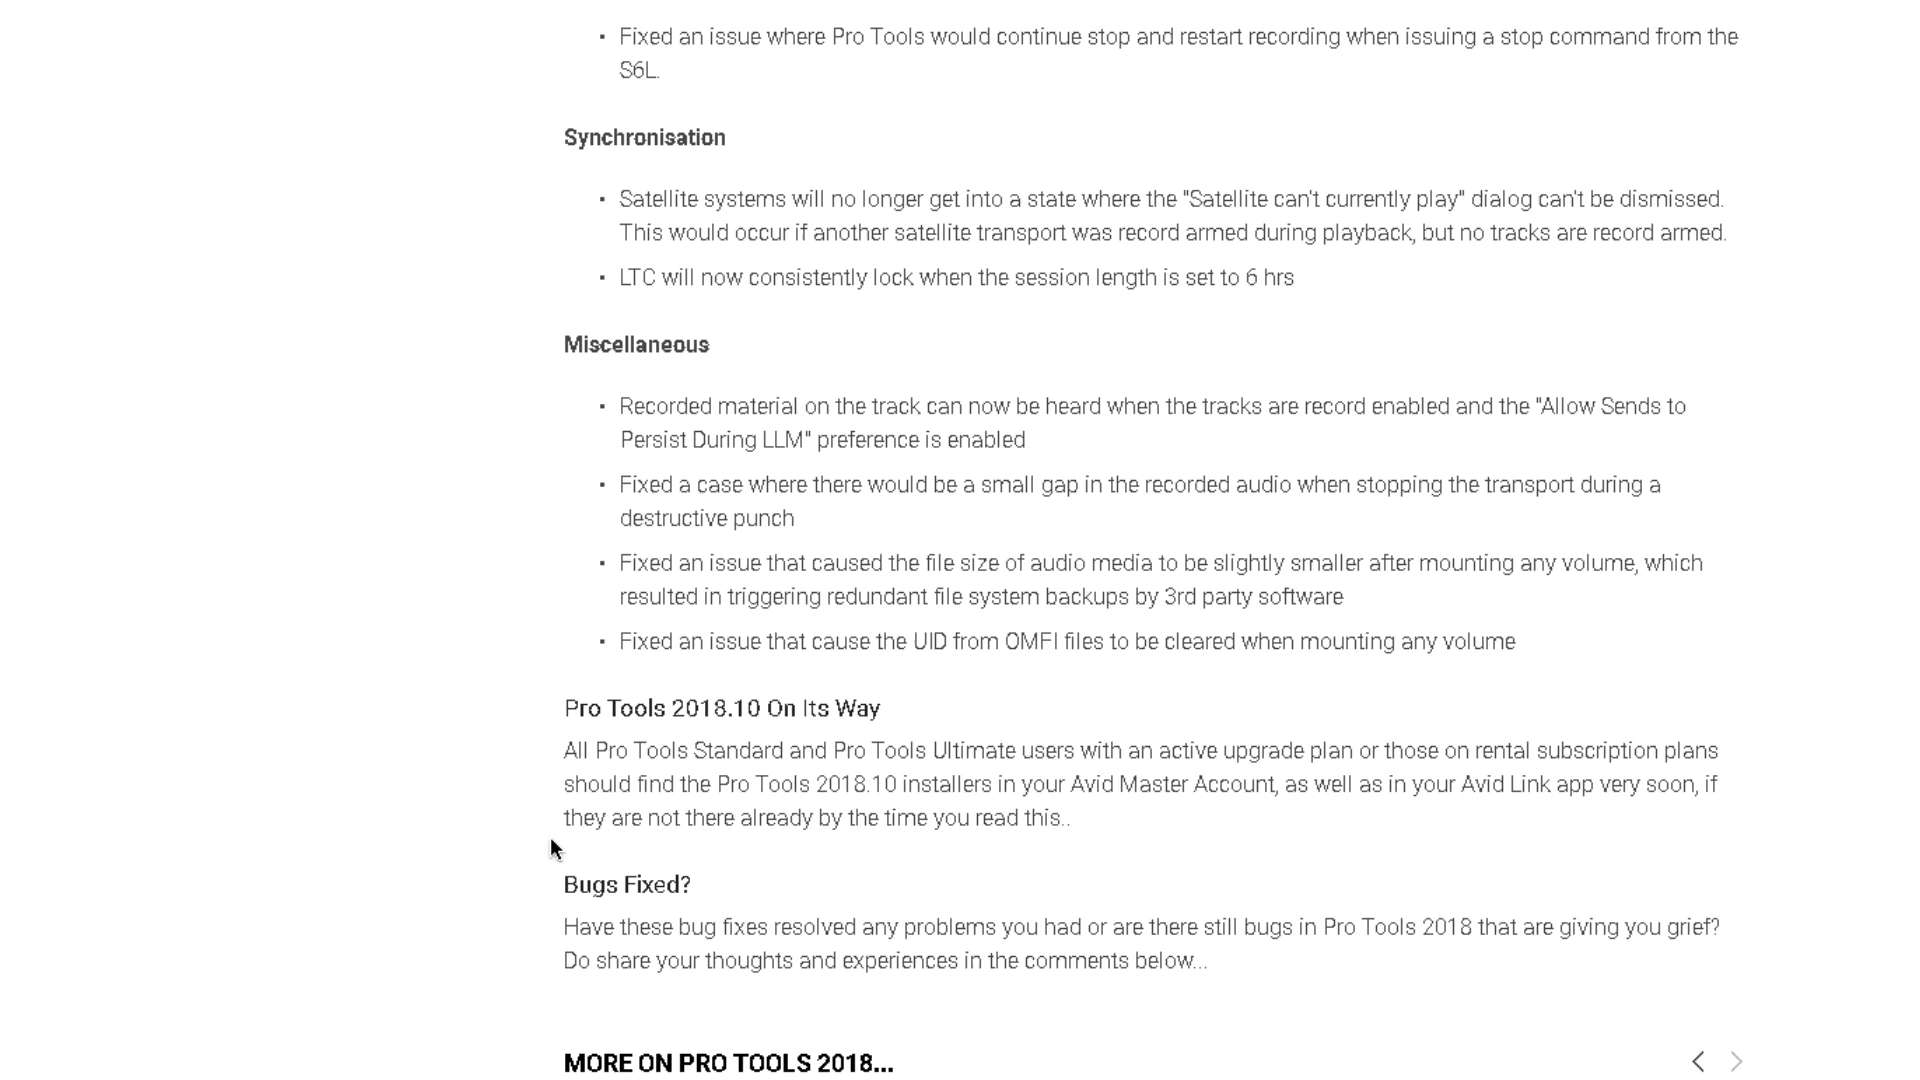 • Fixed an issue where Pro Tools would continue stop and restart recording when issuing a stop command from the
S6L.
Synchronisation
• Satellite systems will no longer get into a state where the "Satellite can't currently play" dialog can't be dismissed.
This would occur if another satellite transport was record armed during playback, but no tracks are record armed.
• LTC will now consistently lock when the session length is set to 6 hrs
Miscellaneous
• Recorded material on the track can now be heard when the tracks are record enabled and the "Allow Sends to
Persist During LLM" preference is enabled
• Fixed a case where there would be a small gap in the recorded audio when stopping the transport during a
destructive punch
• Fixed an issue that caused the file size of audio media to be slightly smaller after mounting any volume, which
resulted in triggering redundant file system backups by 3rd party software
• Fixed an issue that cause the UID from OMFI files to be cleared when mounting any volume
Pro Tools 2018.10 On Its Way
All Pro Tools Standard and Pro Tools Ultimate users with an active upgrade plan or those on rental subscription plans
should find the Pro Tools 2018.10 installers in your Avid Master Account, as well as in your Avid Link app very soon, if
they are not there already by the time you read this..
Bugs Fixed?
Have these bug fixes resolved any problems you had or are there still bugs in Pro Tools 2018 that are giving you grief?
Do share your thoughts and experiences in the comments below...
MORE ON PRO TOOLS 2018...